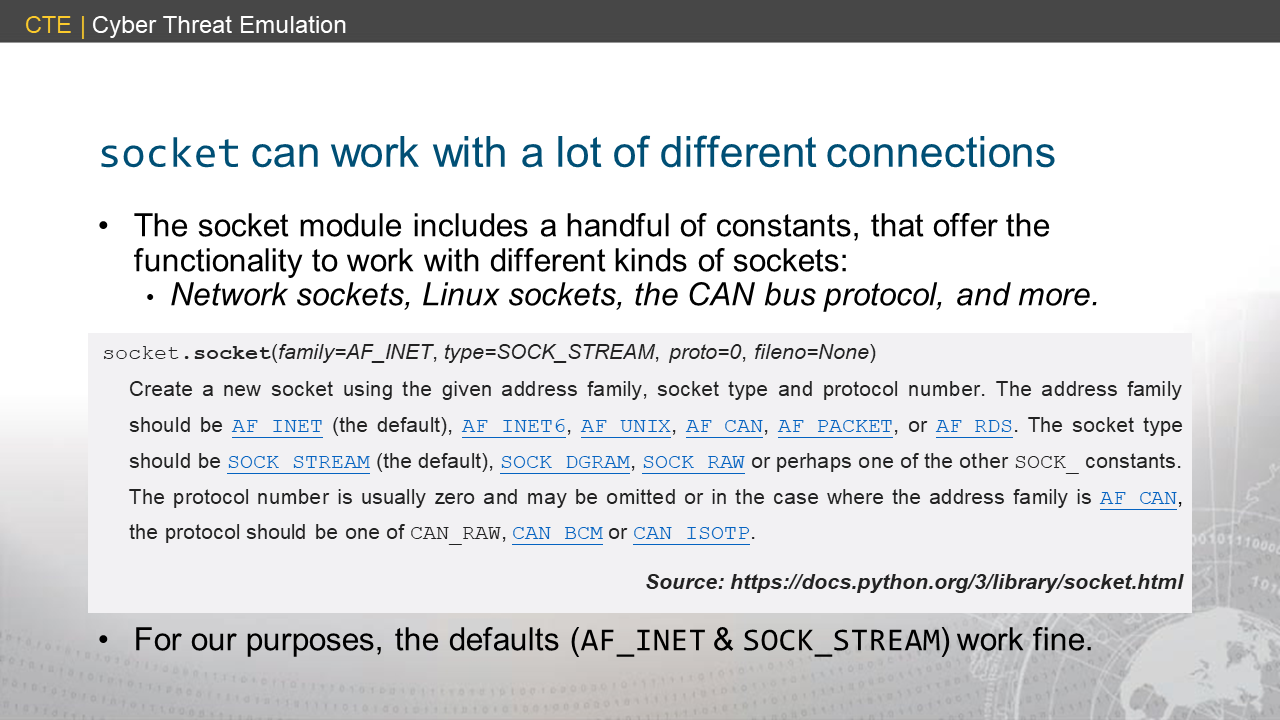 CTE | Cyber Threat Emulation
socket can work with a lot of different connections
• The socket module includes a handful of constants, that offer the
functionality to work with different kinds of sockets:
• Network sockets, Linux sockets, the CAN bus protocol, and more.
socket.socket(family=AF_INET, type=SOCK_STREAM, proto=0, fileno=None)
Create a new socket using the given address family, socket type and protocol number. The address family
should be AF_INET (the default), AF_INET6, AF_UNIX, AF_CAN, AF_PACKET, or AF_RDS. The socket type
should be SOCK_STREAM (the default), SOCK_DGRAM, SOCK_RAW or perhaps one of the other SOCK_ constants.
The protocol number is usually zero and may be omitted or in the case where the address family is AF_CAN,
the protocol should be one of CAN_RAW, CAN_BCM or CAN_ISOTP.
Source: https://docs.python.org/3/library/socket.html
• For our purposes, the defaults (AF_INET & SOCK_STREAM) work fine.